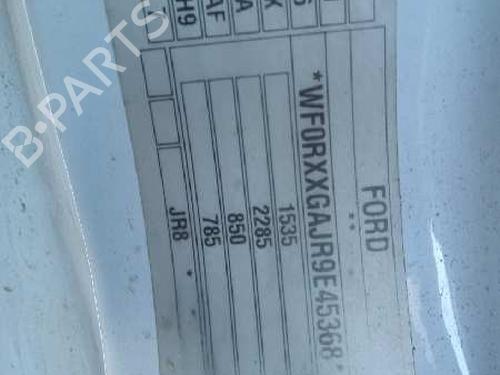 FORD
*WF0RXXGAJR9E45368*
1535
2285
850
785
JR8
K
A
AF
H9
B-PARTS